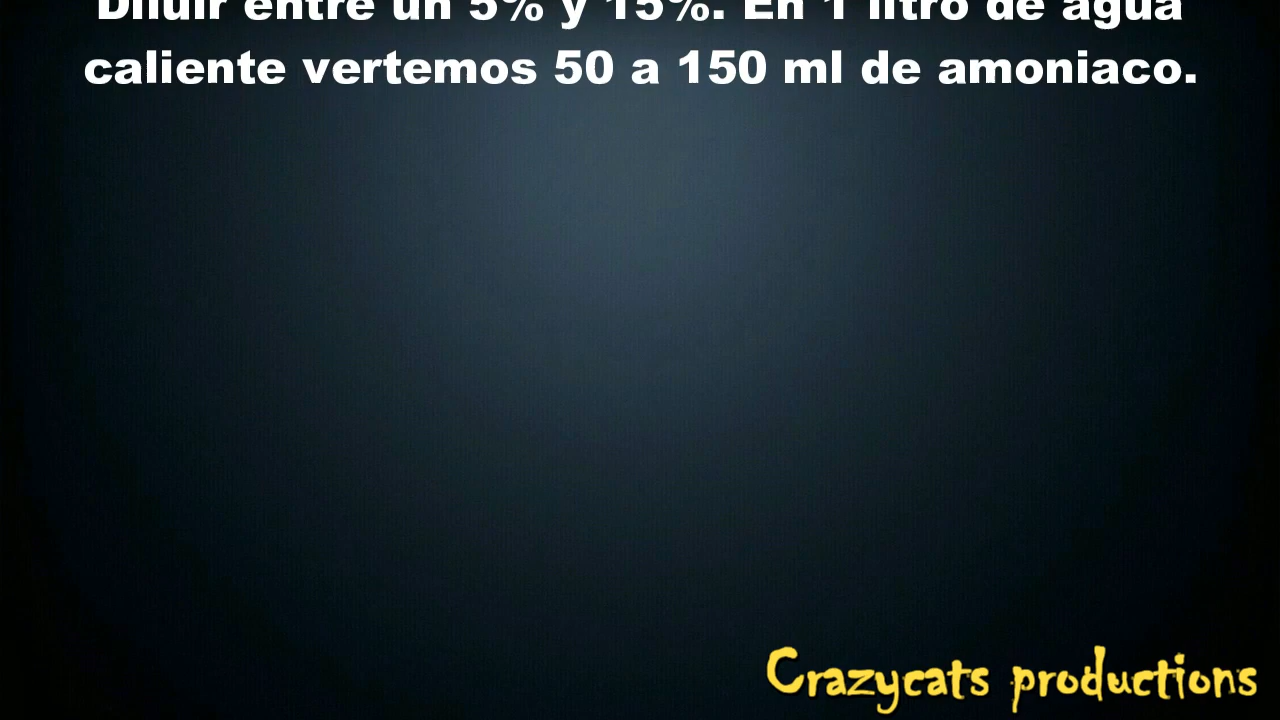 Diluir entre un 5% y 15%. En 1 litro de agua
caliente vertemos 50 a 150 ml de amoniaco.
Crazycats productions